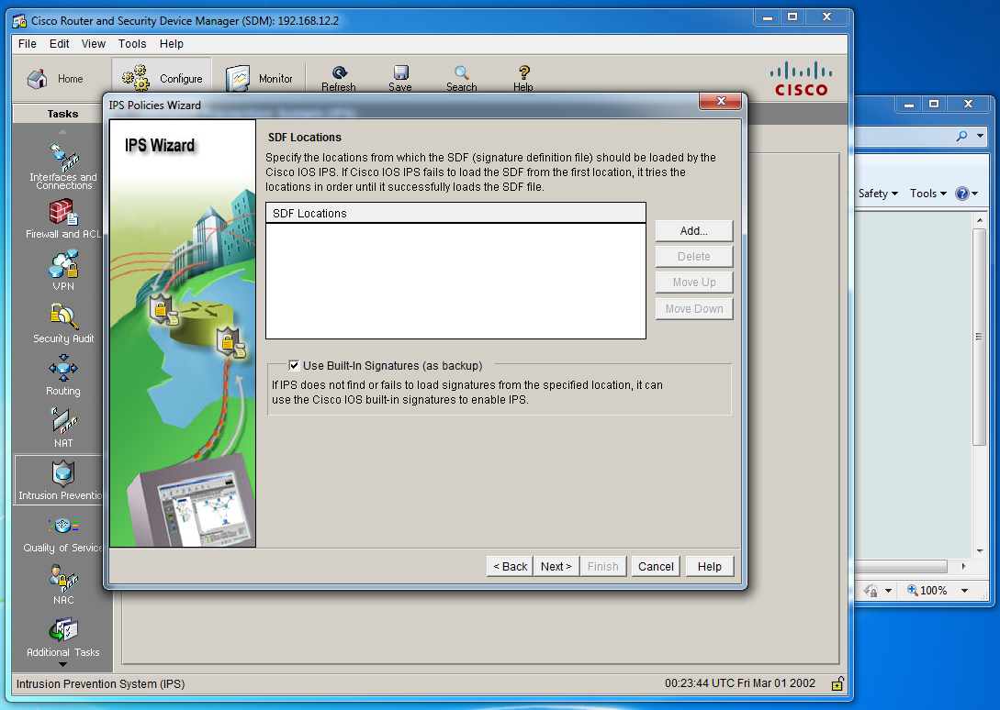 Cisco Router and Security Device Manager (SDM): 192.168.12.2
File Edit View Tools Help
Home Configure Monitor Refresh Save Search Help
CISCO
Tasks
Interfaces and
Connections
Firewall and ACL
VPN
Security Audit
Routing
NAT
Intrusion Preventio
Quality of Service
NAC
Additional Tasks
IPS Policies Wizard
IPS Wizard
SDF Locations
Specify the locations from which the SDF (signature definition file) should be loaded by the
Cisco IOS IPS. If Cisco IOS IPS fails to load the SDF from the first location, it tries the
locations in order until it successfully loads the SDF file.
SDF Locations
Add...
Delete
Move Up
Move Down
Use Built-In Signatures (as backup)
If IPS does not find or fails to load signatures from the specified location, it can
use the Cisco IOS built-in signatures to enable IPS.
< Back Next > Finish Cancel Help
Safety Tools
100%
Intrusion Prevention System (IPS) 00:23:44 UTC Fri Mar 01 2002